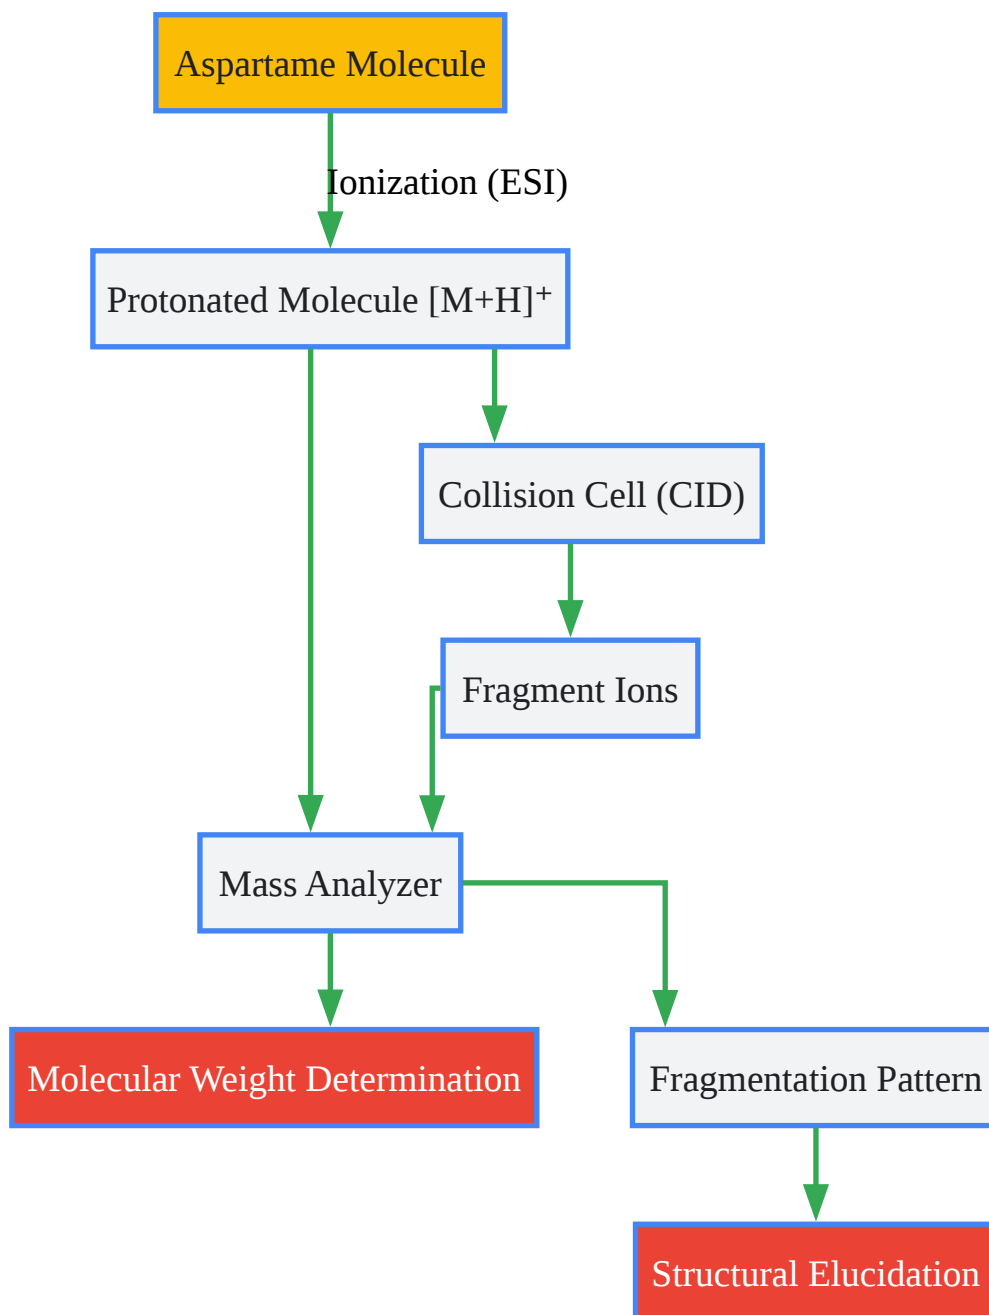 Aspartame Molecule
Ionization (ESI)
Protonated Molecule [M+H]⁺
Collision Cell (CID)
Fragment Ions
Mass Analyzer
Molecular Weight Determination
Fragmentation Pattern
Structural Elucidation